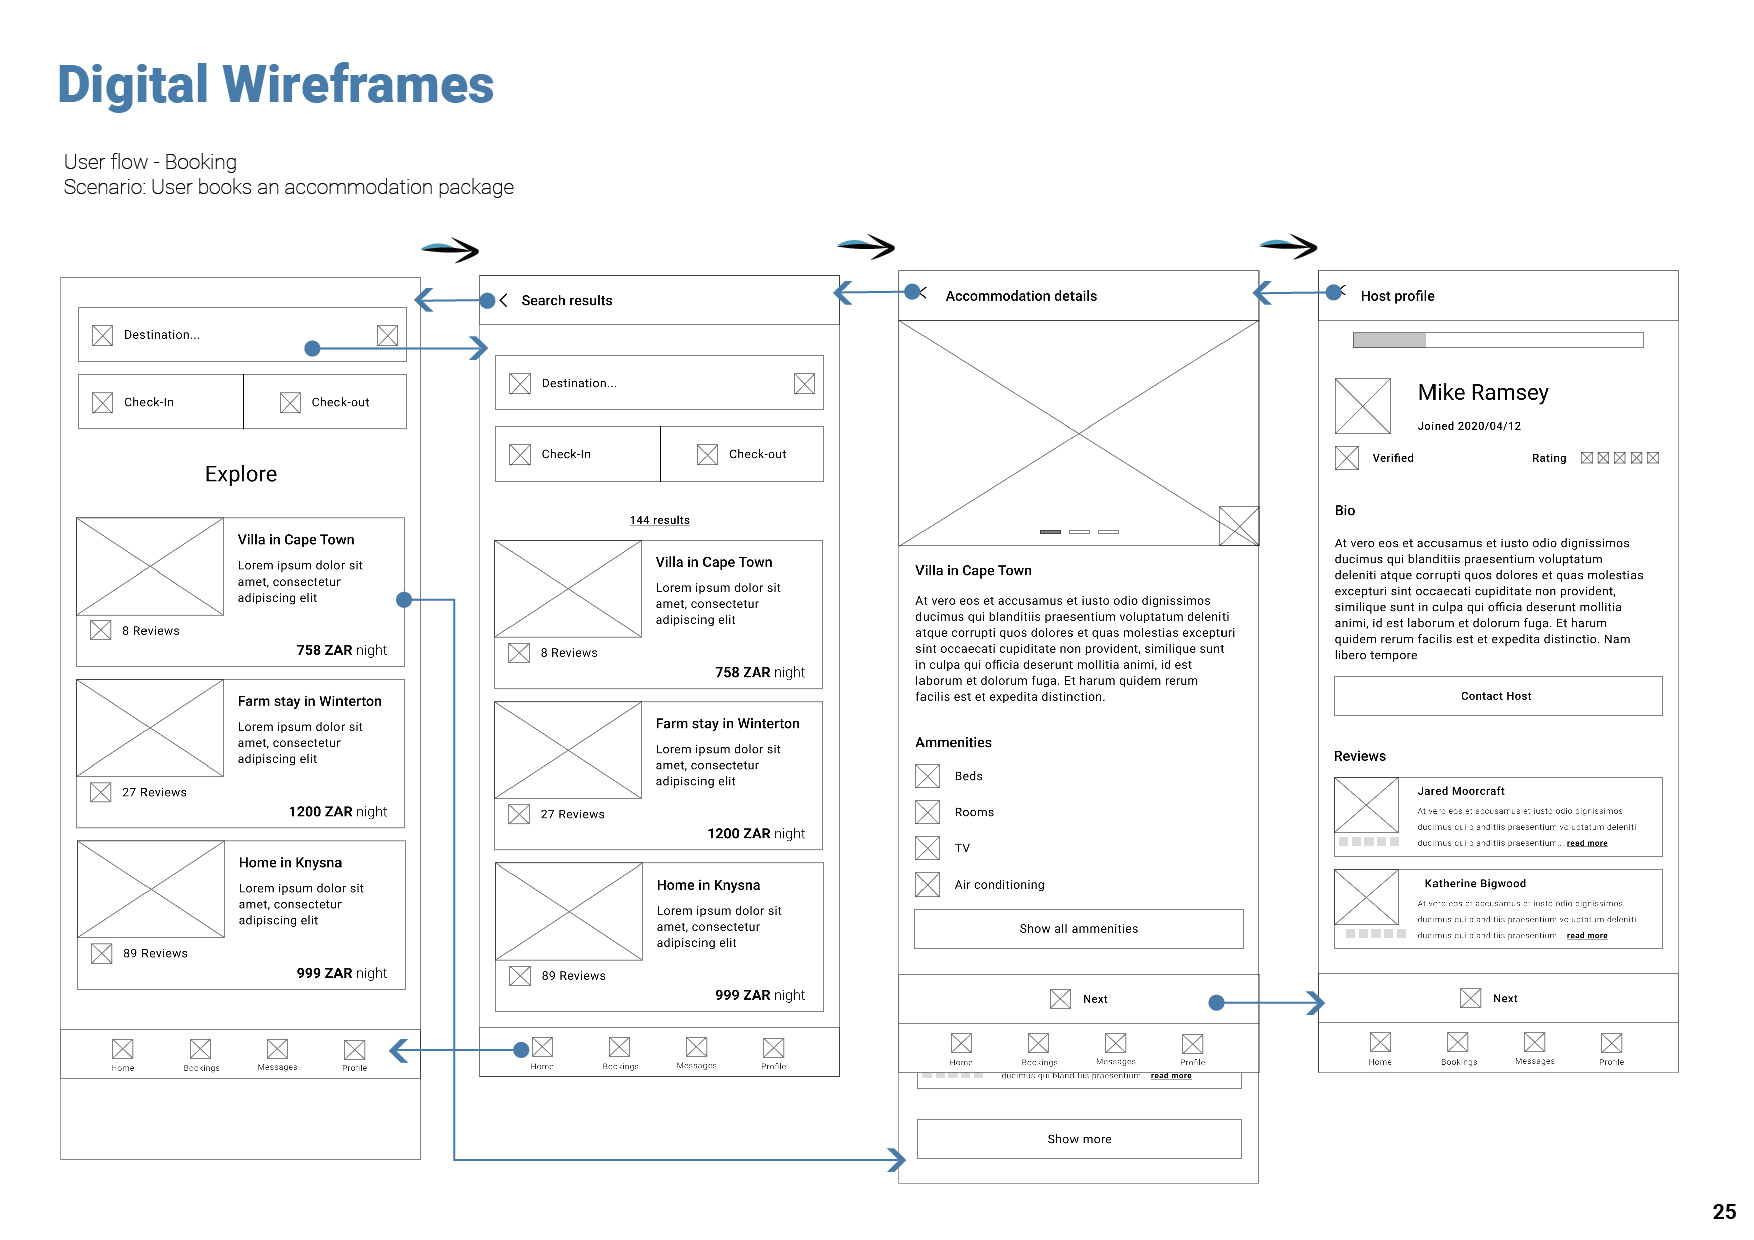 Digital Wireframes
User flow - Booking
Scenario: User books an accommodation package
Destination...
Check-In
Check-out
Explore
Villa in Cape Town
Lorem ipsum dolor sit
amet, consectetur
adipiscing elit
8 Reviews
758 ZAR night
Farm stay in Winterton
Lorem ipsum dolor sit
amet, consectetur
adipiscing elit
27 Reviews
1200 ZAR night
Home in Knysna
Lorem ipsum dolor sit
amet, consectetur
adipiscing elit
89 Reviews
999 ZAR night
Home
Bookings
Messages
Profile
Search results
Destination...
Check-In
Check-out
144 results
Villa in Cape Town
Lorem ipsum dolor sit
amet, consectetur
adipiscing elit
8 Reviews
758 ZAR night
Farm stay in Winterton
Lorem ipsum dolor sit
amet, consectetur
adipiscing elit
27 Reviews
1200 ZAR night
Home in Knysna
Lorem ipsum dolor sit
amet, consectetur
adipiscing elit
89 Reviews
999 ZAR night
Home
Bookings
Messages
Profile
Accommodation details
Villa in Cape Town
At vero eos et accusamus et iusto odio dignissimos
ducimus qui blanditiis praesentium voluptatum deleniti
atque corrupti quos dolores et quas molestias excepturi
sint occaecati cupiditate non provident, similique sunt
in culpa qui officia deserunt mollitia animi, id est
laborum et dolorum fuga. Et harum quidem rerum
facilis est et expedita distinction.
Ammenities
Beds
Rooms
TV
Air conditioning
Show all ammenities
Next
Home
Bookings
Messages
Profile
ducimus qui blanditiis praesentium... read more
Show more
Host profile
Mike Ramsey
Joined 2020/04/12
Verified
Rating
Bio
At vero eos et accusamus et iusto odio dignissimos
ducimus qui blanditiis praesentium voluptatum
deleniti atque corrupti quos dolores et quas molestias
excepturi sint occaecati cupiditate non provident,
similique sunt in culpa qui officia deserunt mollitia
animi, id est laborum et dolorum fuga. Et harum
quidem rerum facilis est et expedita distinctio. Nam
libero tempore
Contact Host
Reviews
Jared Moorcraft
At vero eos et accusamus et iusto odio dignissimos
ducimus qui blanditiis praesentium voluptatum deleniti
ducimus qui blanditiis praesentium... read more
Katherine Bigwood
At vero eos et accusamus et iusto odio dignissimos
ducimus qui blanditiis praesentium voluptatum deleniti
ducimus qui blanditiis praesentium... read more
Next
Home
Bookings
Messages
Profile
25